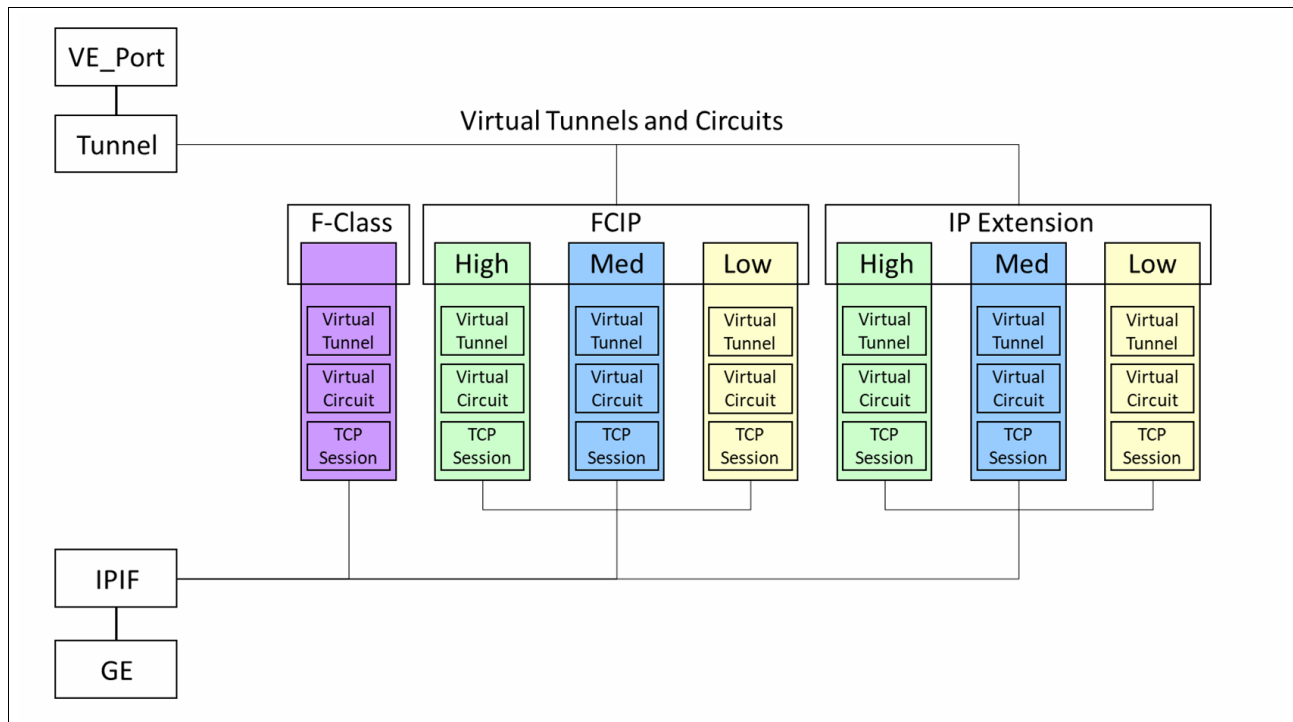 VE_Port
Tunnel
Virtual Tunnels and Circuits
F-Class
FCIP
IP Extension
High
Med
Low
High
Med
Low
Virtual
Tunnel
Virtual
Circuit
TCP
Session
Virtual
Tunnel
Virtual
Circuit
TCP
Session
Virtual
Tunnel
Virtual
Circuit
TCP
Session
Virtual
Tunnel
Virtual
Circuit
TCP
Session
Virtual
Tunnel
Virtual
Circuit
TCP
Session
Virtual
Tunnel
Virtual
Circuit
TCP
Session
Virtual
Tunnel
Virtual
Circuit
TCP
Session
IPIF
GE